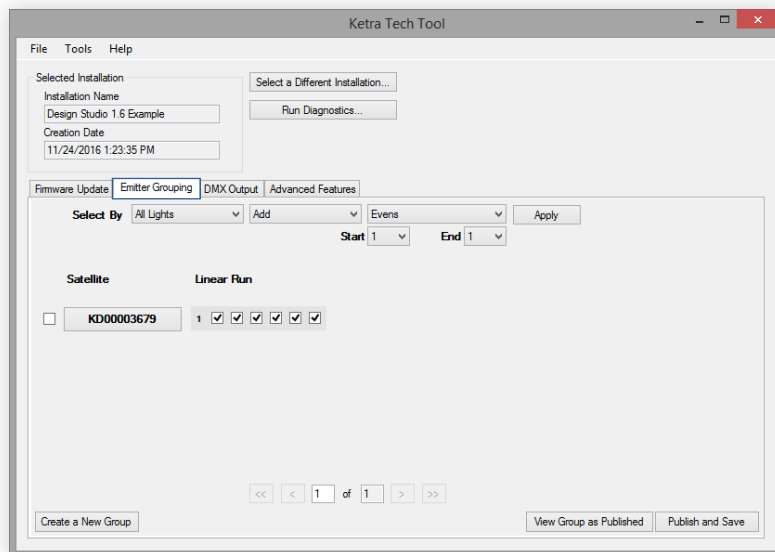 Ketra Tech Tool
File Tools Help
Selected Installation
Installation Name
Design Studio 1.6 Example
Creation Date
11/24/2016 1:23:35 PM
Select a Different Installation...
Run Diagnostics...
Firmware Update Emitter Grouping DMX Output Advanced Features
Select By All Lights Add Evens Apply
Start 1 End 1
Satellite Linear Run
KD00003679 1
<< < 1 of 1 > >>
Create a New Group View Group as Published Publish and Save